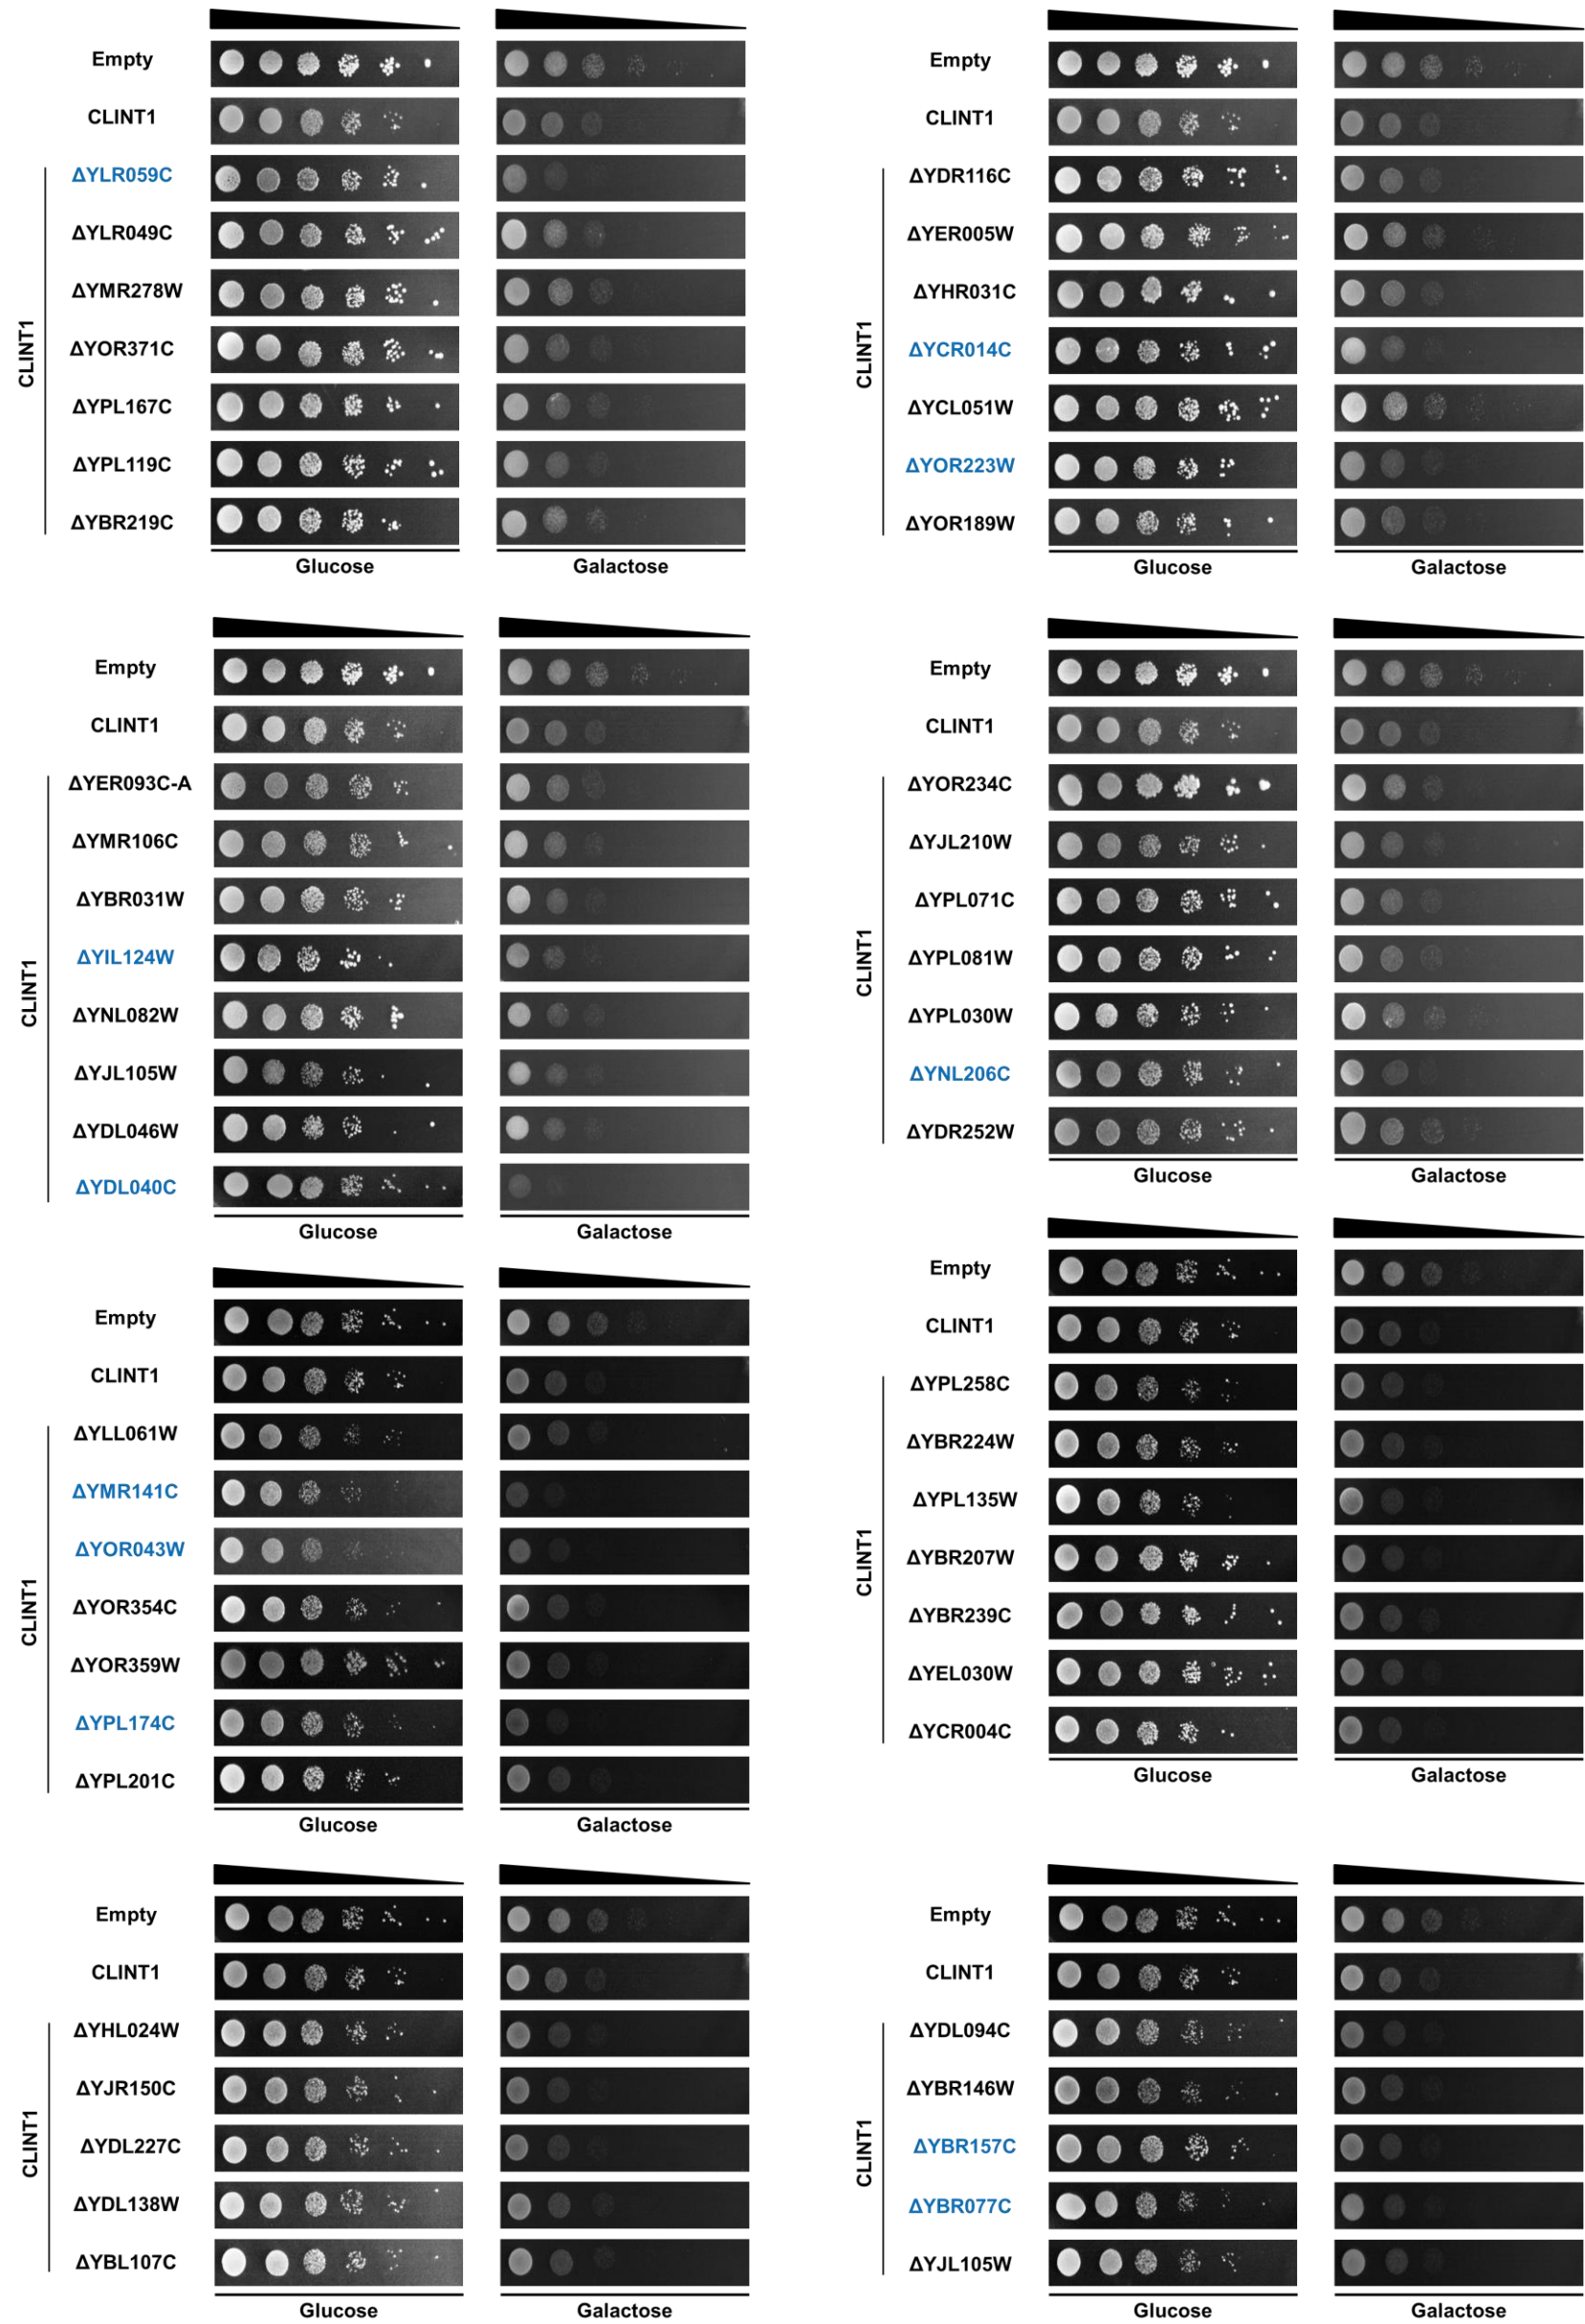 Empty
CLINT1
ΔYLR059C
ΔYLR049C
ΔYMR278W
ΔYOR371C
ΔYPL167C
ΔYPL119C
ΔYBR219C
CLINT1
Glucose
Galactose
Empty
CLINT1
ΔYDR116C
ΔYER005W
ΔYHR031C
ΔYCR014C
ΔYCL051W
ΔYOR223W
ΔYOR189W
CLINT1
Glucose
Galactose
Empty
CLINT1
ΔYER093C-A
ΔYMR106C
ΔYBR031W
ΔYIL124W
ΔYNL082W
ΔYJL105W
ΔYDL046W
ΔYDL040C
CLINT1
Glucose
Galactose
Empty
CLINT1
ΔYOR234C
ΔYJL210W
ΔYPL071C
ΔYPL081W
ΔYPL030W
ΔYNL206C
ΔYDR252W
CLINT1
Glucose
Galactose
Empty
CLINT1
ΔYLL061W
ΔYMR141C
ΔYOR043W
ΔYOR354C
ΔYOR359W
ΔYPL174C
ΔYPL201C
CLINT1
Glucose
Galactose
Empty
CLINT1
ΔYPL258C
ΔYBR224W
ΔYPL135W
ΔYBR207W
ΔYBR239C
ΔYEL030W
ΔYCR004C
CLINT1
Glucose
Galactose
Empty
CLINT1
ΔYHL024W
ΔYJR150C
ΔYDL227C
ΔYDL138W
ΔYBL107C
CLINT1
Glucose
Galactose
Empty
CLINT1
ΔYDL094C
ΔYBR146W
ΔYBR157C
ΔYBR077C
ΔYJL105W
CLINT1
Glucose
Galactose